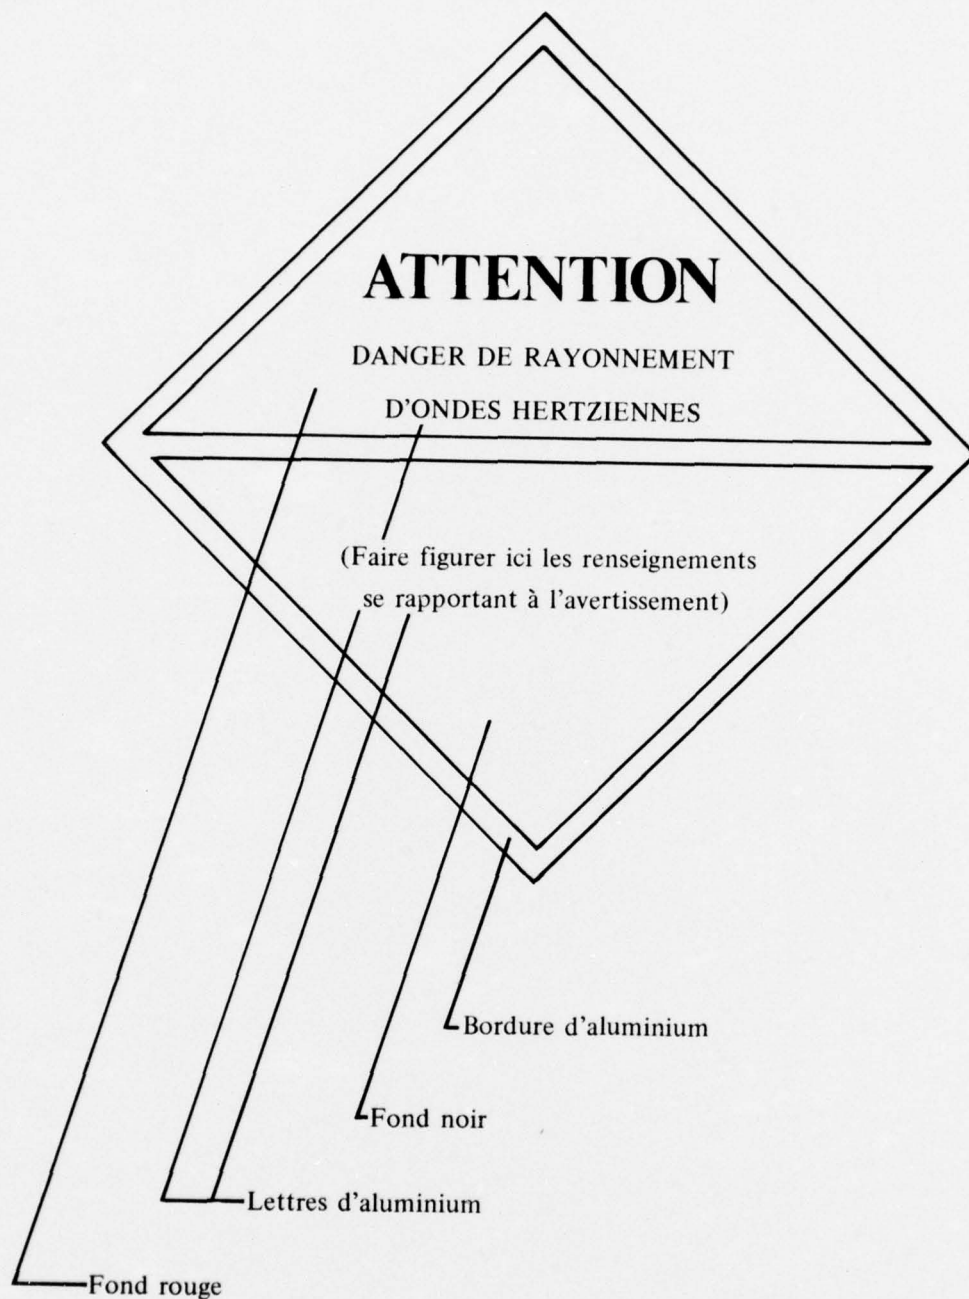 ATTENTION
DANGER DE RAYONNEMENT
D'ONDES HERTZIENNES
(Faire figurer ici les renseignements
se rapportant à l'avertissement)
Bordure d'aluminium
Fond noir
Lettres d'aluminium
Fond rouge